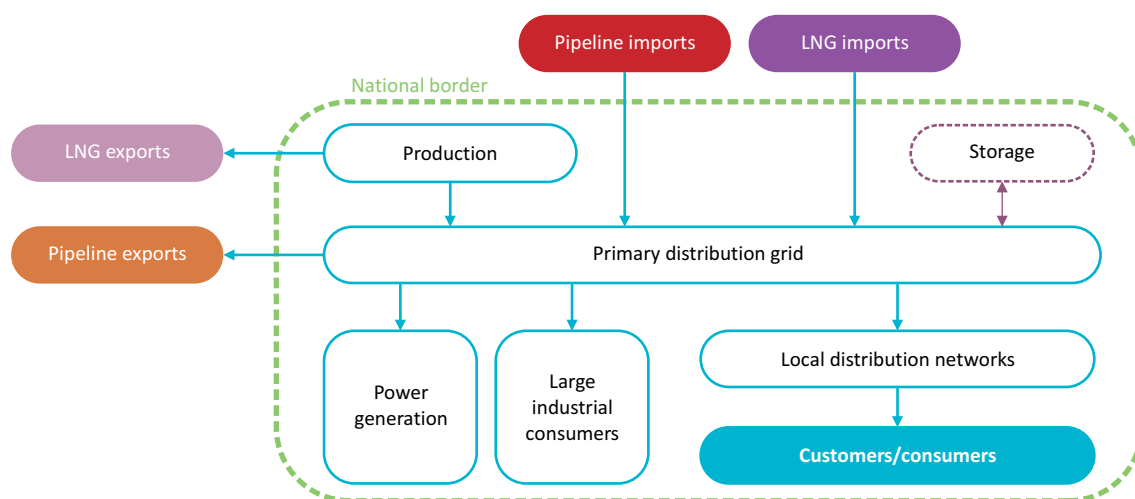 Pipeline imports
LNG imports
National border
LNG exports
Production
Storage
Pipeline exports
Primary distribution grid
Power
generation
Large
industrial
consumers
Local distribution networks
Customers/consumers